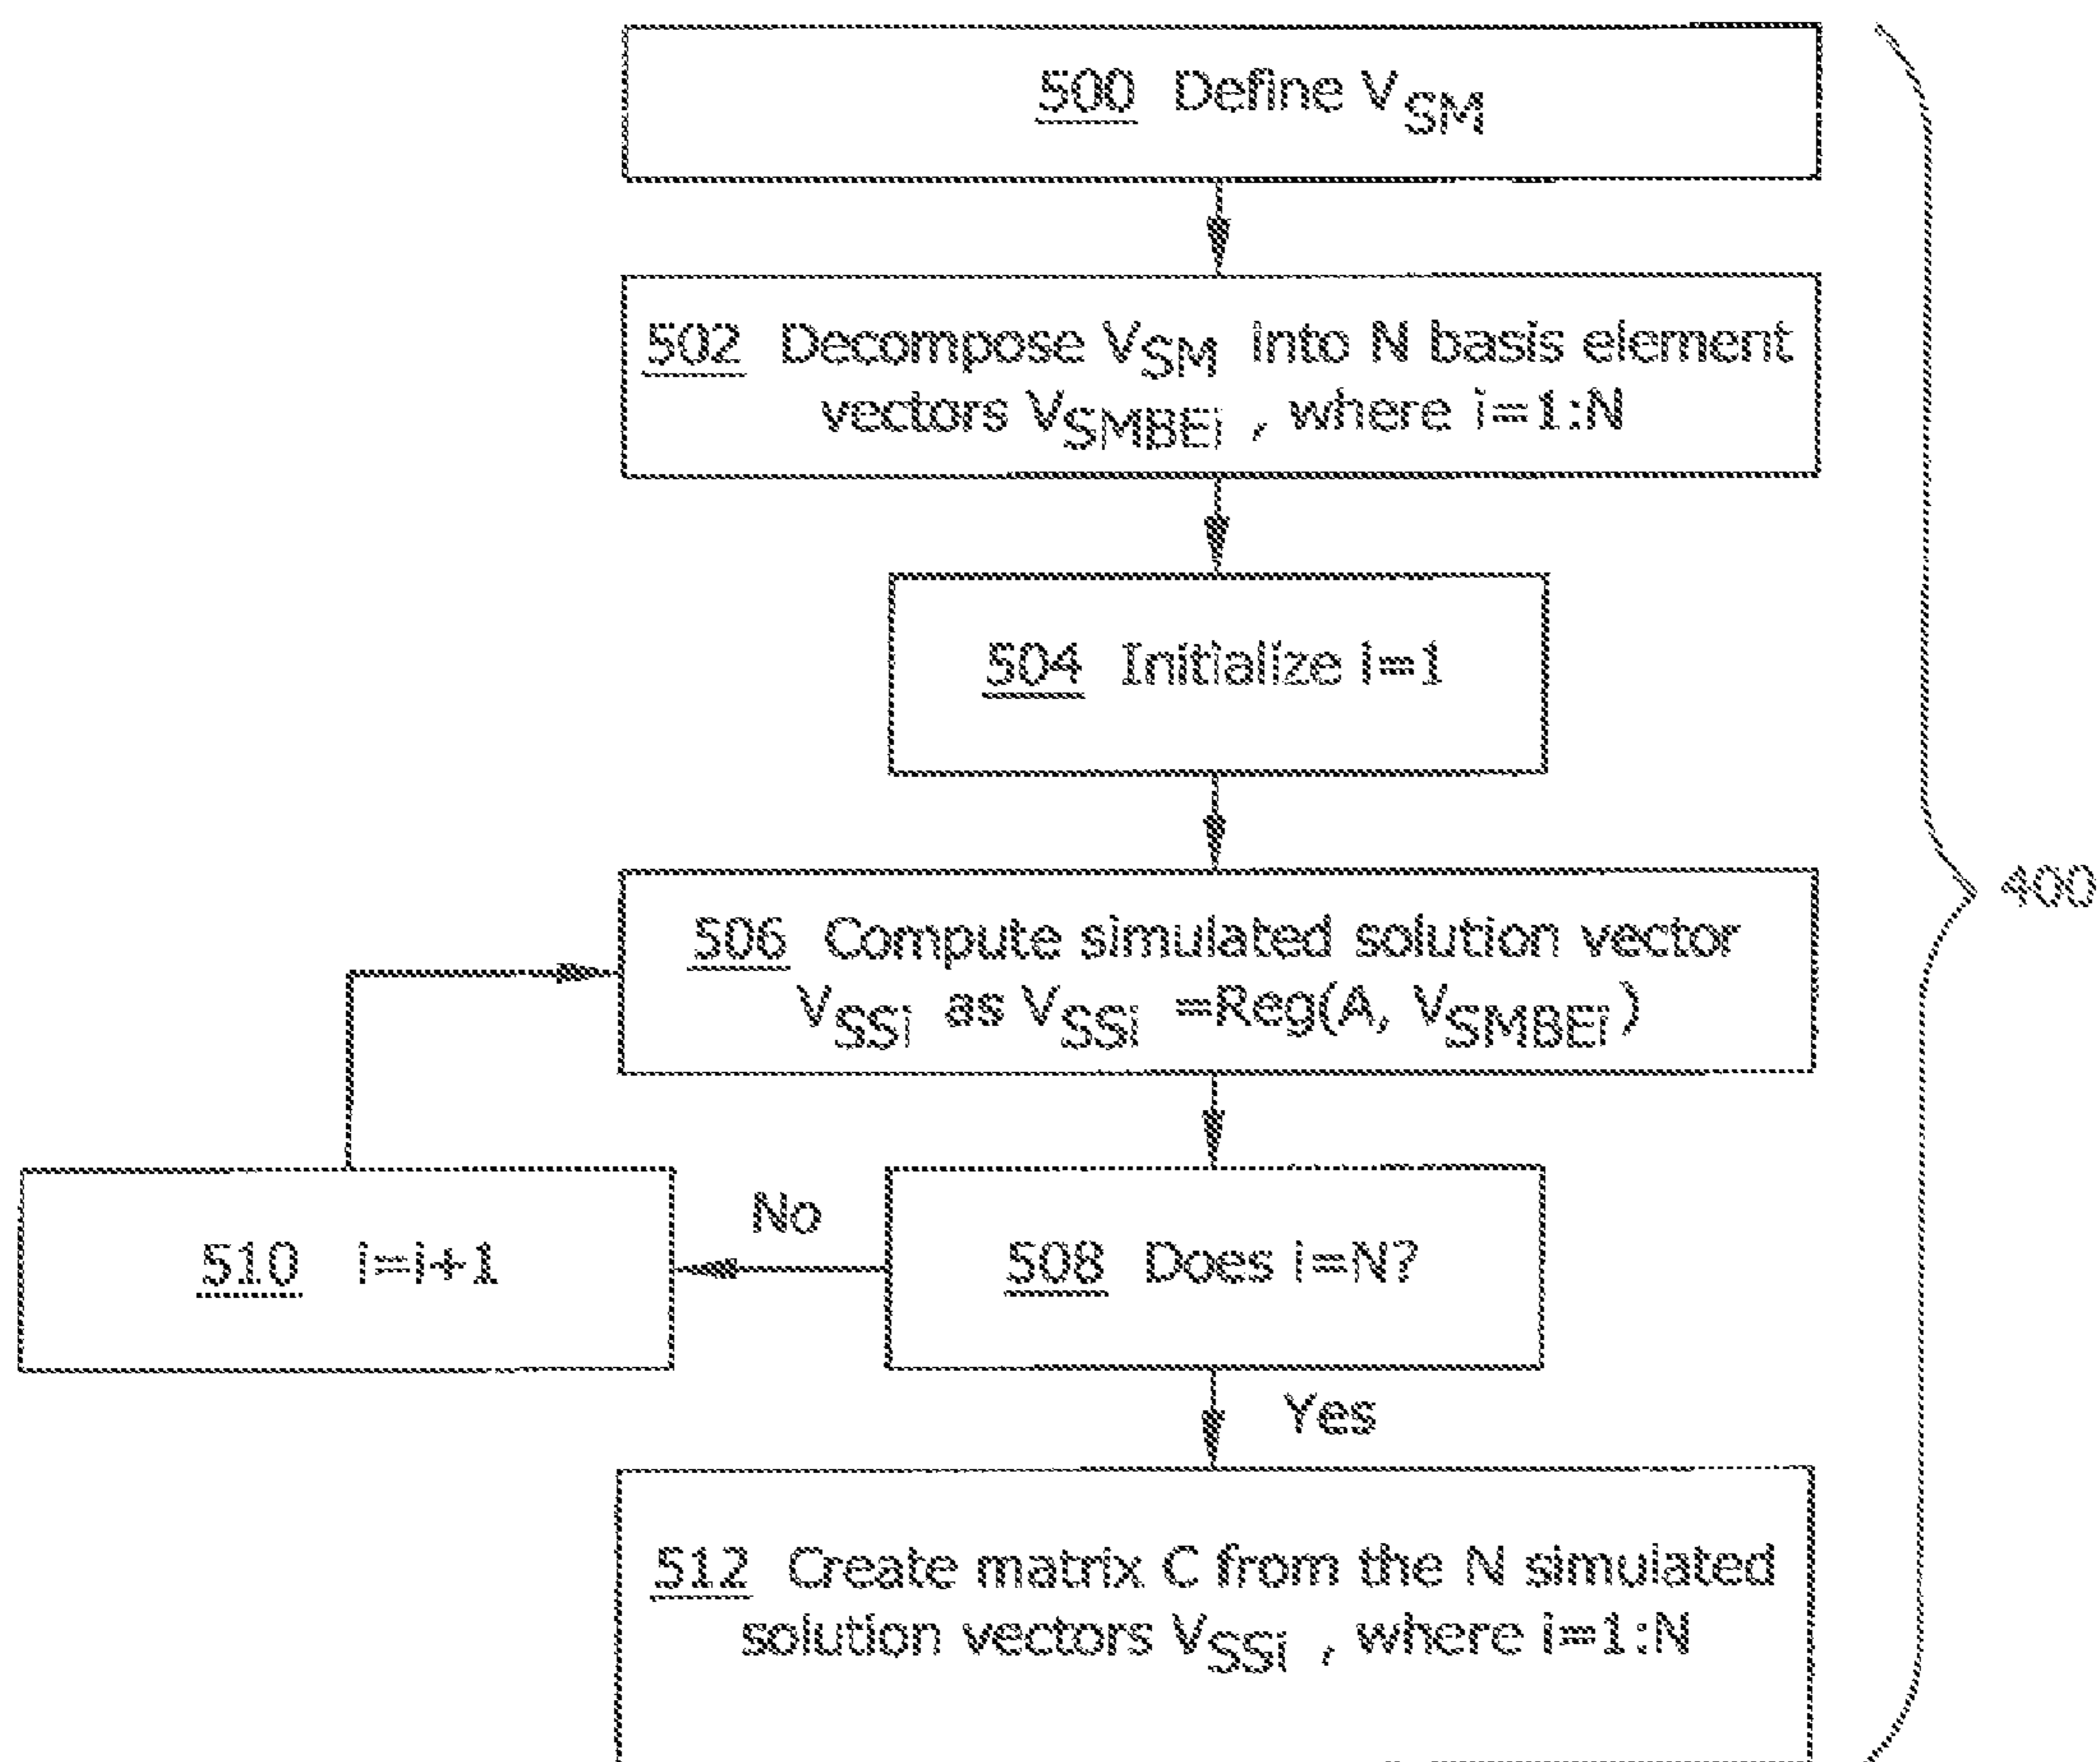 500 Define VSM
502 Decompose VSM into N basis element
vectors VSMBEi , where i=1:N
504 Initialize i=1
506 Compute simulated solution vector
VSSi as VSSi =Reg(A, VSMBEi)
400
No
510 i=i+1
508 Does i=N?
Yes
512 Create matrix C from the N simulated
solution vectors VSSi , where i=1:N